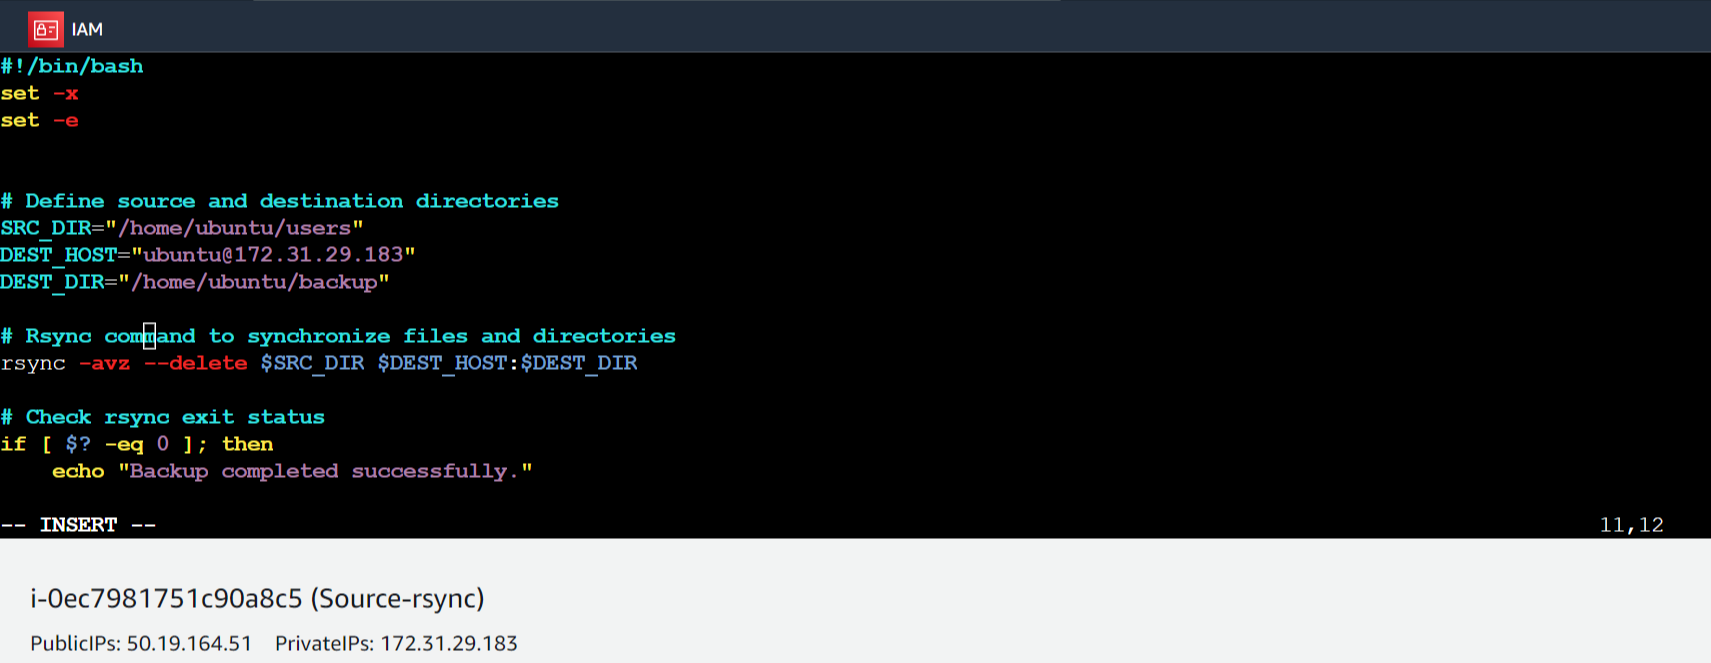 IAM
#!/bin/bash
set -x
set -e
# Define source and destination directories
SRC_DIR="/home/ubuntu/users"
DEST_HOST="ubuntu@172.31.29.183"
DEST_DIR="/home/ubuntu/backup"
# Rsync command to synchronize files and directories
rsync -avz --delete $SRC_DIR $DEST_HOST:$DEST_DIR
# Check rsync exit status
if [ $? -eq 0 ]; then
    echo "Backup completed successfully."
-- INSERT -- 11,12
i-0ec7981751c90a8c5 (Source-rsync)
PublicIPs: 50.19.164.51 PrivateIPs: 172.31.29.183